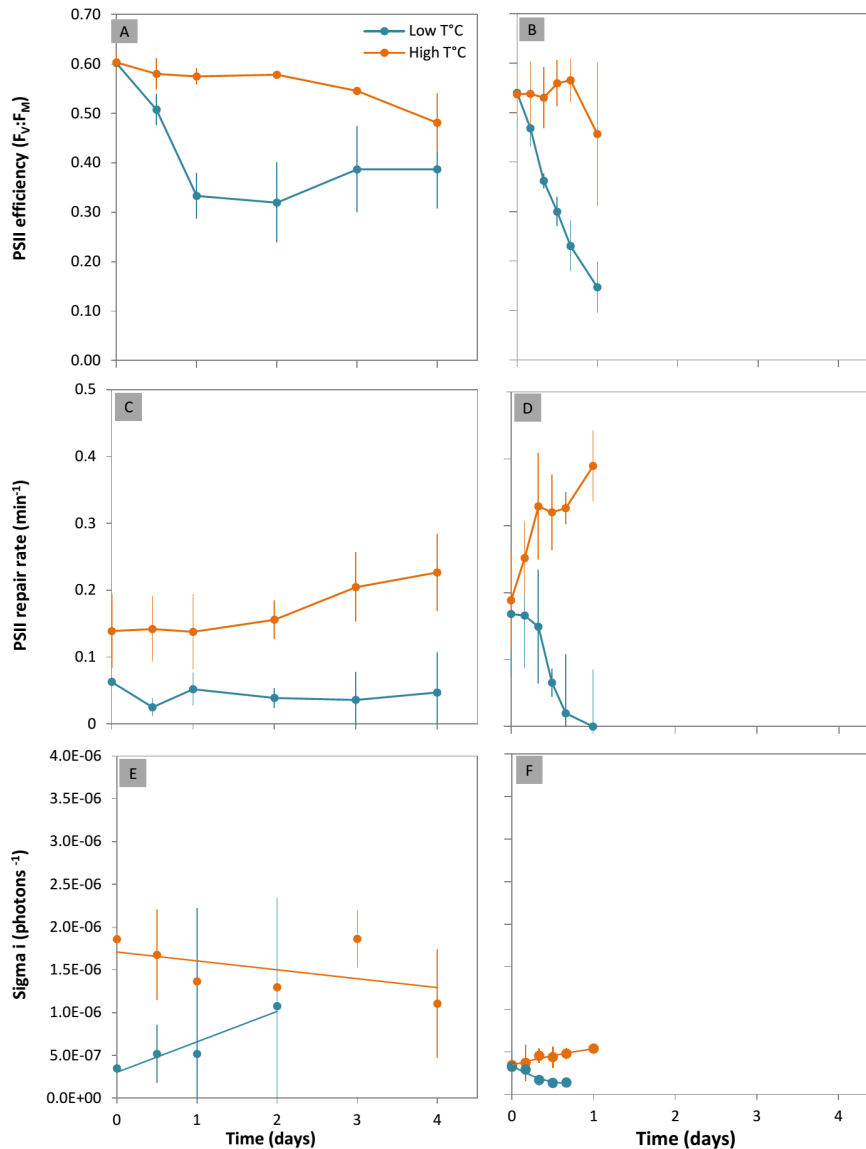 A
B
Low T°C
High T°C
PSII efficiency (FV:FM)
0.70
0.60
0.50
0.40
0.30
0.20
0.10
0.00
C
D
PSII repair rate (min-1)
0.5
0.4
0.3
0.2
0.1
0
E
F
Sigma i (photons -1)
4.0E-06
3.5E-06
3.0E-06
2.5E-06
2.0E-06
1.5E-06
1.0E-06
5.0E-07
0.0E+00
0 1 2 3 4
0 1 2 3 4
Time (days)
Time (days)